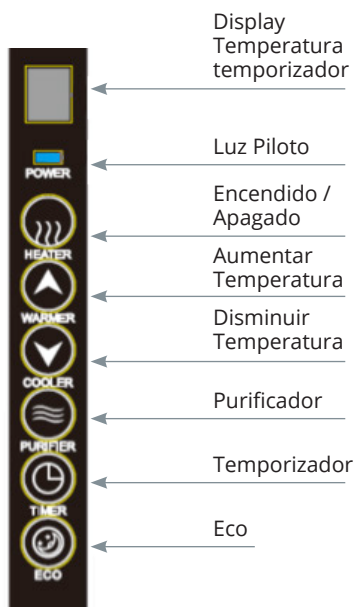 Display
Temperatura
temporizador
Luz Piloto
POWER
Encendido /
Apagado
HEATER
Aumentar
Temperatura
WARMER
Disminuir
Temperatura
COOLER
Purificador
PURIFIER
Temporizador
TIMER
Eco
ECO